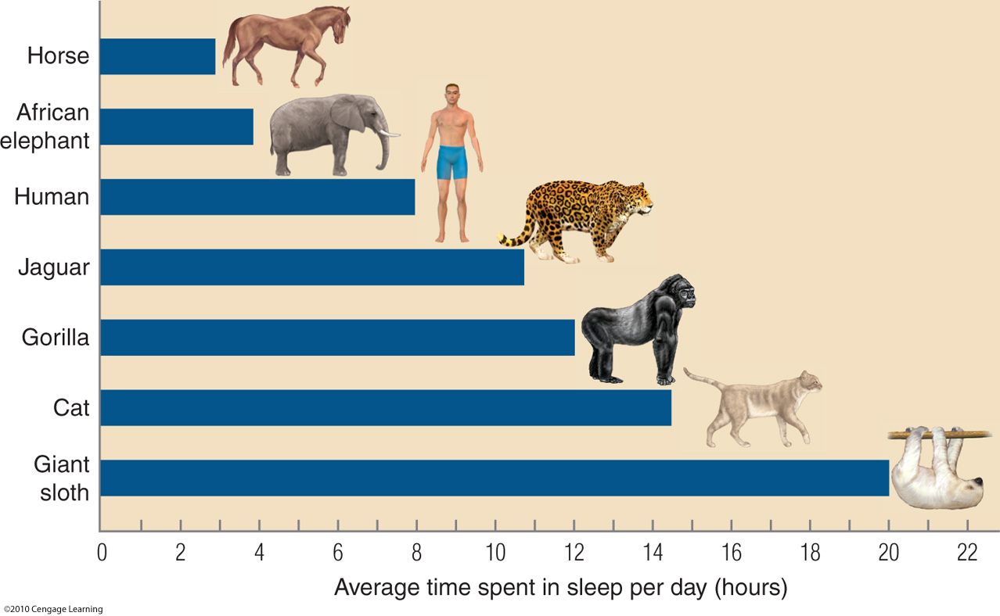 Horse
African
elephant
Human
Jaguar
Gorilla
Cat
Giant
sloth
0 2 4 6 8 10 12 14 16 18 20 22
Average time spent in sleep per day (hours)
©2010 Cengage Learning